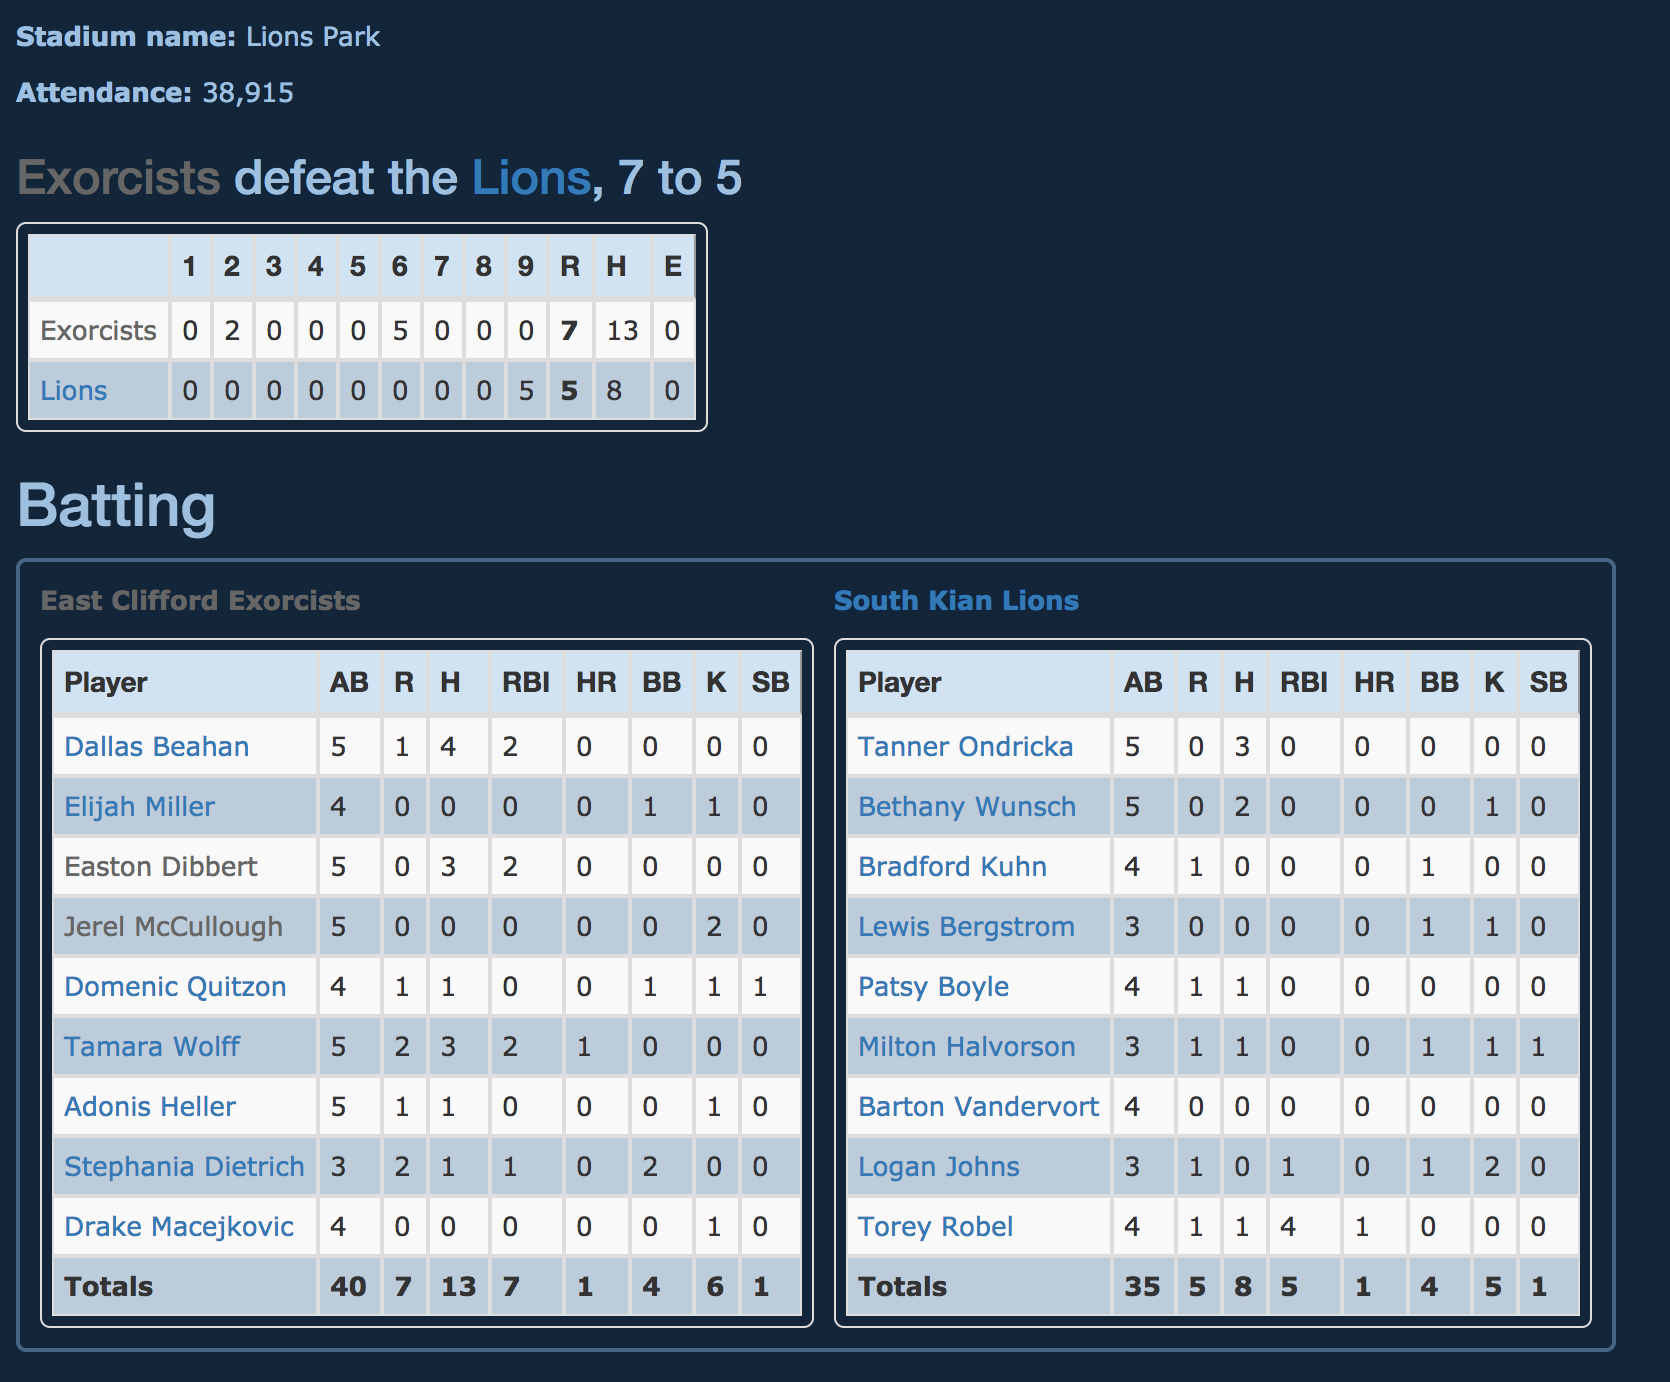 Stadium name: Lions Park
Attendance: 38,915
Exorcists defeat the Lions, 7 to 5
1 2 3 4 5 6 7 8 9 R H E
Exorcists 0 2 0 0 0 5 0 0 0 7 13 0
Lions 0 0 0 0 0 0 0 0 5 5 8 0
Batting
East Clifford Exorcists
Player AB R H RBI HR BB K SB
Dallas Beahan 5 1 4 2 0 0 0 0
Elijah Miller 4 0 0 0 0 1 1 0
Easton Dibbert 5 0 3 2 0 0 0 0
Jerel McCullough 5 0 0 0 0 0 2 0
Domenic Quitzon 4 1 1 0 0 1 1 1
Tamara Wolff 5 2 3 2 1 0 0 0
Adonis Heller 5 1 1 0 0 0 1 0
Stephania Dietrich 3 2 1 1 0 2 0 0
Drake Macejkovic 4 0 0 0 0 0 1 0
Totals 40 7 13 7 1 4 6 1
South Kian Lions
Player AB R H RBI HR BB K SB
Tanner Ondricka 5 0 3 0 0 0 0 0
Bethany Wunsch 5 0 2 0 0 0 1 0
Bradford Kuhn 4 1 0 0 0 1 0 0
Lewis Bergstrom 3 0 0 0 0 1 1 0
Patsy Boyle 4 1 1 0 0 0 0 0
Milton Halvorson 3 1 1 0 0 1 1 1
Barton Vandervort 4 0 0 0 0 0 0 0
Logan Johns 3 1 0 1 0 1 2 0
Torey Robel 4 1 1 4 1 0 0 0
Totals 35 5 8 5 1 4 5 1